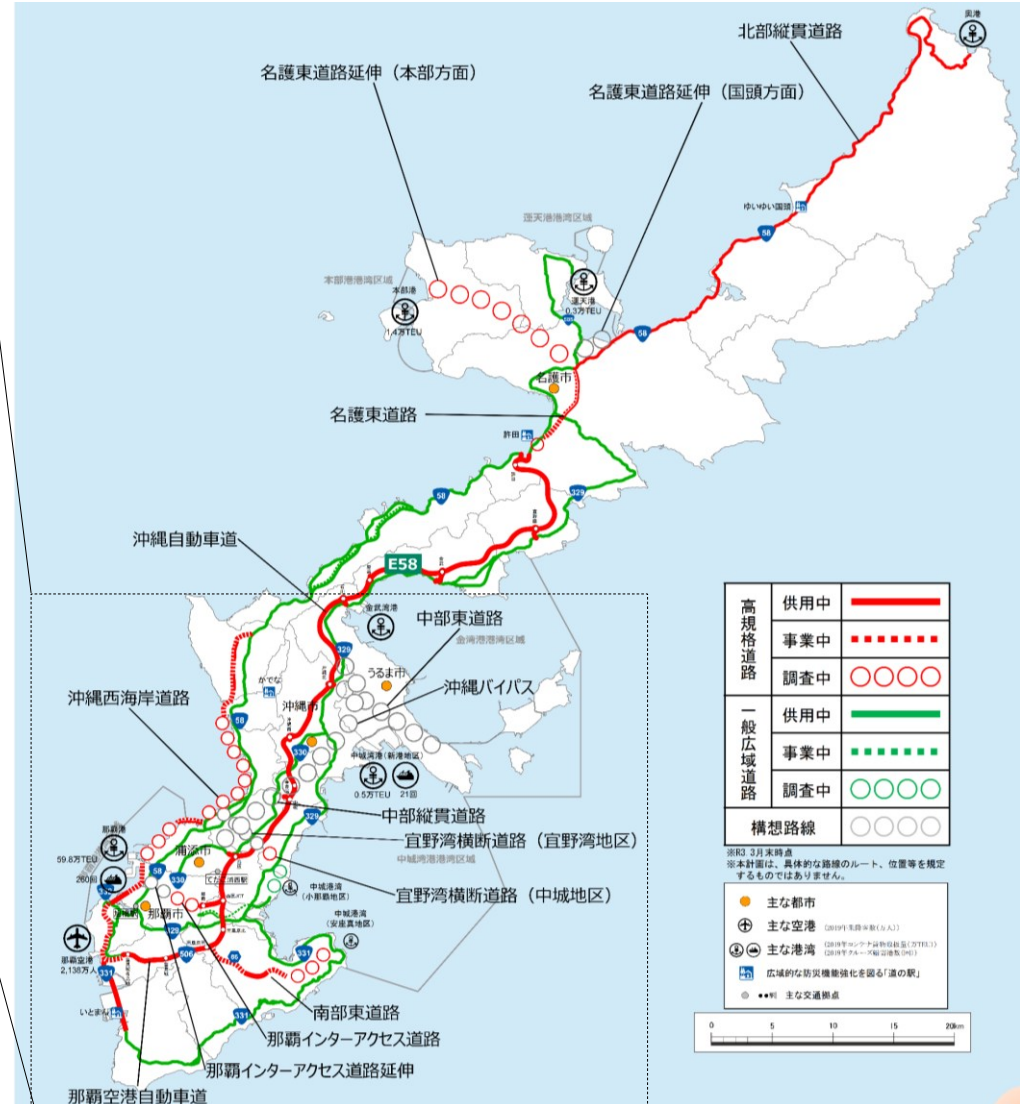 奥港
北部縦貫道路
名護東道路延伸（本部方面）
名護東道路延伸（国頭方面）
ゆいゆい国頭
58
運天港港湾区域
本部港港湾区域
本部港
1.4万TEU
運天港
0.3万TEU
58
名護市
名護東道路
許田
329
58
沖縄自動車道
E58
金武湾港
中部東道路
金湾港港湾区域
329
うるま市
かでな
沖縄バイパス
沖縄西海岸道路
沖縄市
58
330
中城湾港（新港地区）
0.5万TEU
21回
中部縦貫道路
329
那覇港
宜野湾横断道路（宜野湾地区）
59.8万TEU
浦添市
中城湾港港湾区域
260回
58
330
宜野湾横断道路（中城地区）
てだこ浦西駅
中城湾港
（小那覇地区）
那覇市
中城湾港
（安座真地区）
329
那覇空港
2,138万人
506
86
331
331
南部東道路
いとまん
331
那覇インターアクセス道路
那覇インターアクセス道路延伸
那覇空港自動車道
高規格道路
供用中
事業中
調査中
一般広域道路
供用中
事業中
調査中
構想路線
※R3 3月末時点
※本計画は、具体的な路線のルート、位置等を規定
するものではありません。
主な都市
主な空港
主な港湾
広域的な防災機能強化を図る「道の駅」
●●駅 主な交通拠点
0 5 10 15 20km